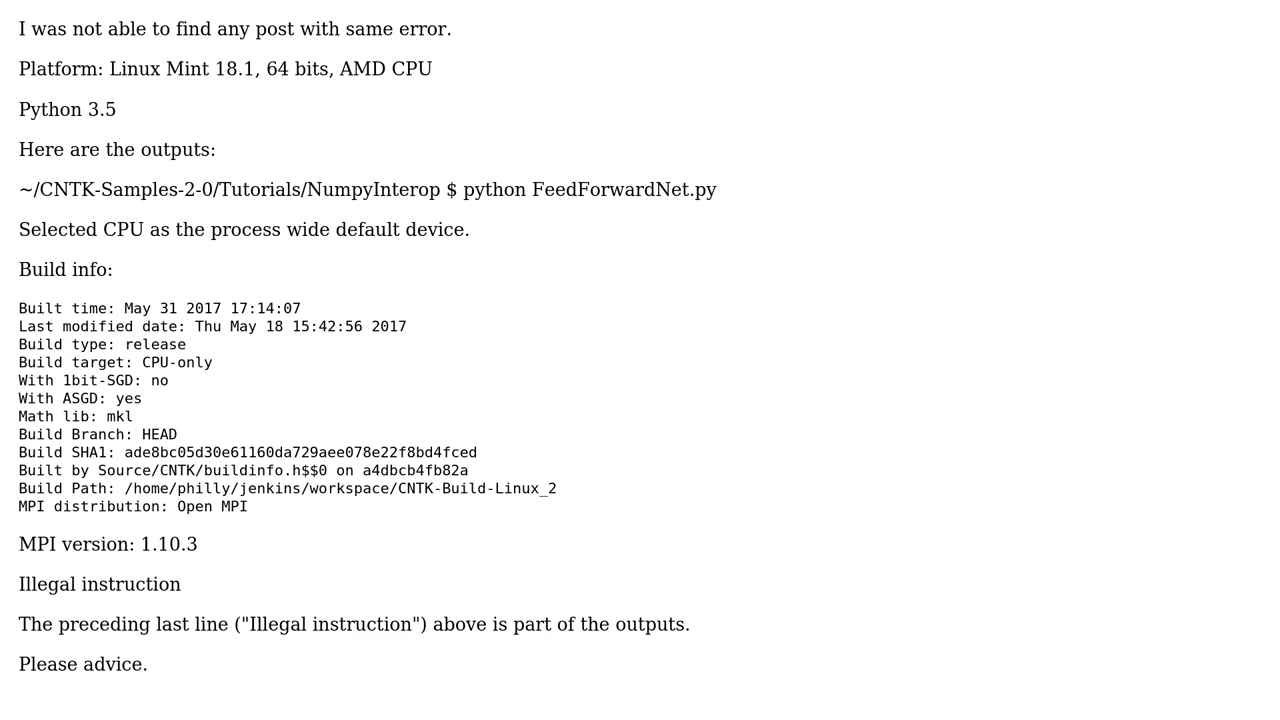 I was not able to find any post with same error.
Platform: Linux Mint 18.1, 64 bits, AMD CPU
Python 3.5
Here are the outputs:
~/CNTK-Samples-2-0/Tutorials/NumpyInterop $ python FeedForwardNet.py
Selected CPU as the process wide default device.
Build info:
Built time: May 31 2017 17:14:07
Last modified date: Thu May 18 15:42:56 2017
Build type: release
Build target: CPU-only
With 1bit-SGD: no
With ASGD: yes
Math lib: mkl
Build Branch: HEAD
Build SHA1: ade8bc05d30e61160da729aee078e22f8bd4fced
Built by Source/CNTK/buildinfo.h$$0 on a4dbcb4fb82a
Build Path: /home/philly/jenkins/workspace/CNTK-Build-Linux_2
MPI distribution: Open MPI
MPI version: 1.10.3
Illegal instruction
The preceding last line ("Illegal instruction") above is part of the outputs.
Please advice.